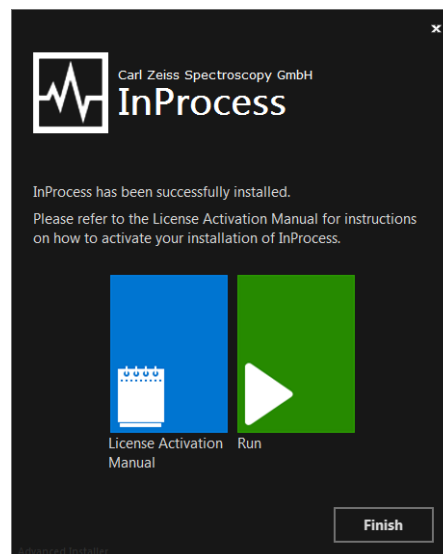 x
Carl Zeiss Spectroscopy GmbH
InProcess
InProcess has been successfully installed.
Please refer to the License Activation Manual for instructions
on how to activate your installation of InProcess.
License Activation
Manual
Run
Finish
Advanced Installer